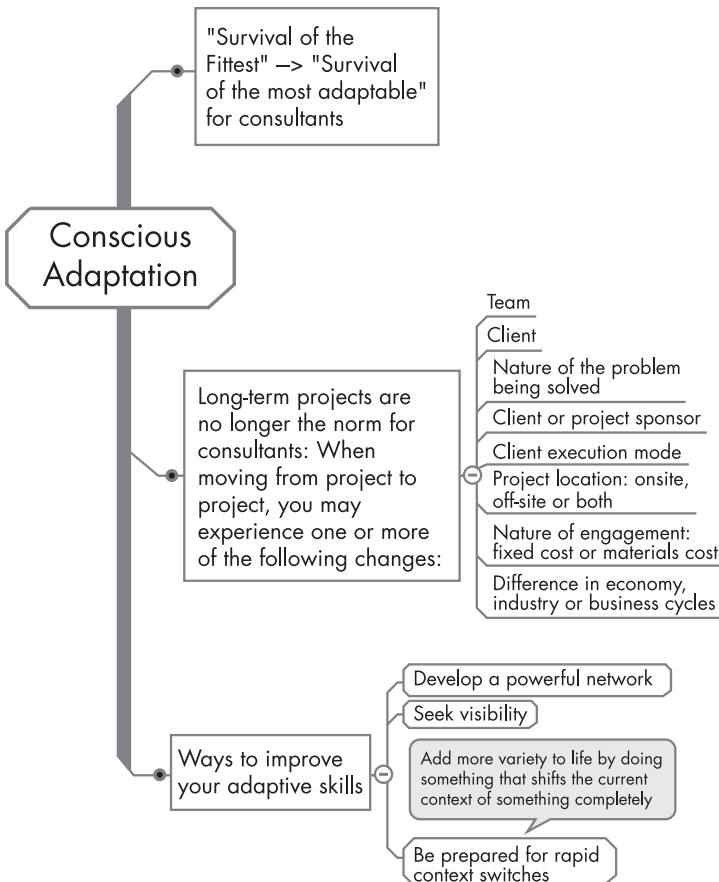 "Survival of the
Fittest" —> "Survival
of the most adaptable"
for consultants
Conscious
Adaptation
Long-term projects are
no longer the norm for
consultants: When
moving from project to
project, you may
experience one or more
of the following changes:
Team
Client
Nature of the problem
being solved
Client or project sponsor
Client execution mode
Project location: onsite,
off-site or both
Nature of engagement:
fixed cost or materials cost
Difference in economy,
industry or business cycles
Ways to improve
your adaptive skills
Develop a powerful network
Seek visibility
Add more variety to life by doing
something that shifts the current
context of something completely
Be prepared for rapid
context switches